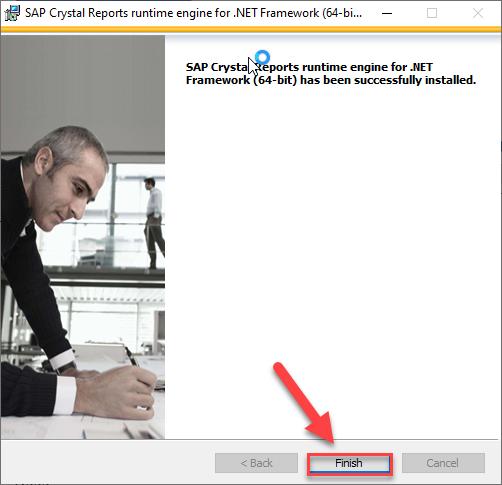 SAP Crystal Reports runtime engine for .NET Framework (64-bi...
SAP Crystal Reports runtime engine for .NET
Framework (64-bit) has been successfully installed.
< Back
Finish
Cancel